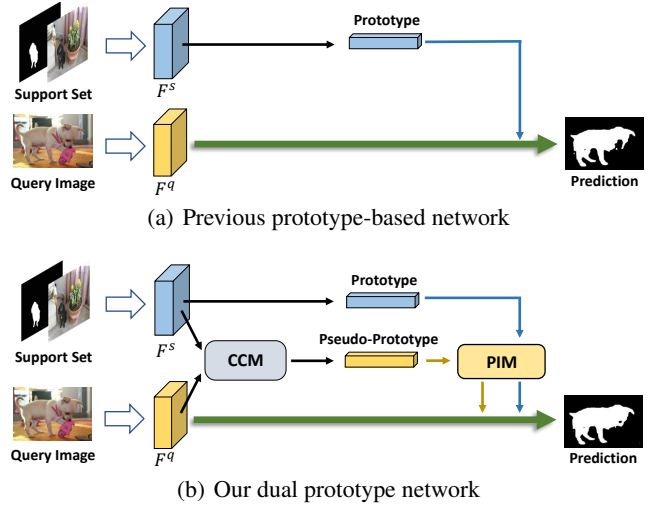 Prototype
Support Set
F^s
Query Image
F^q
Prediction
(a) Previous prototype-based network
Prototype
Support Set
F^s
Pseudo-Prototype
CCM
PIM
Query Image
F^q
Prediction
(b) Our dual prototype network